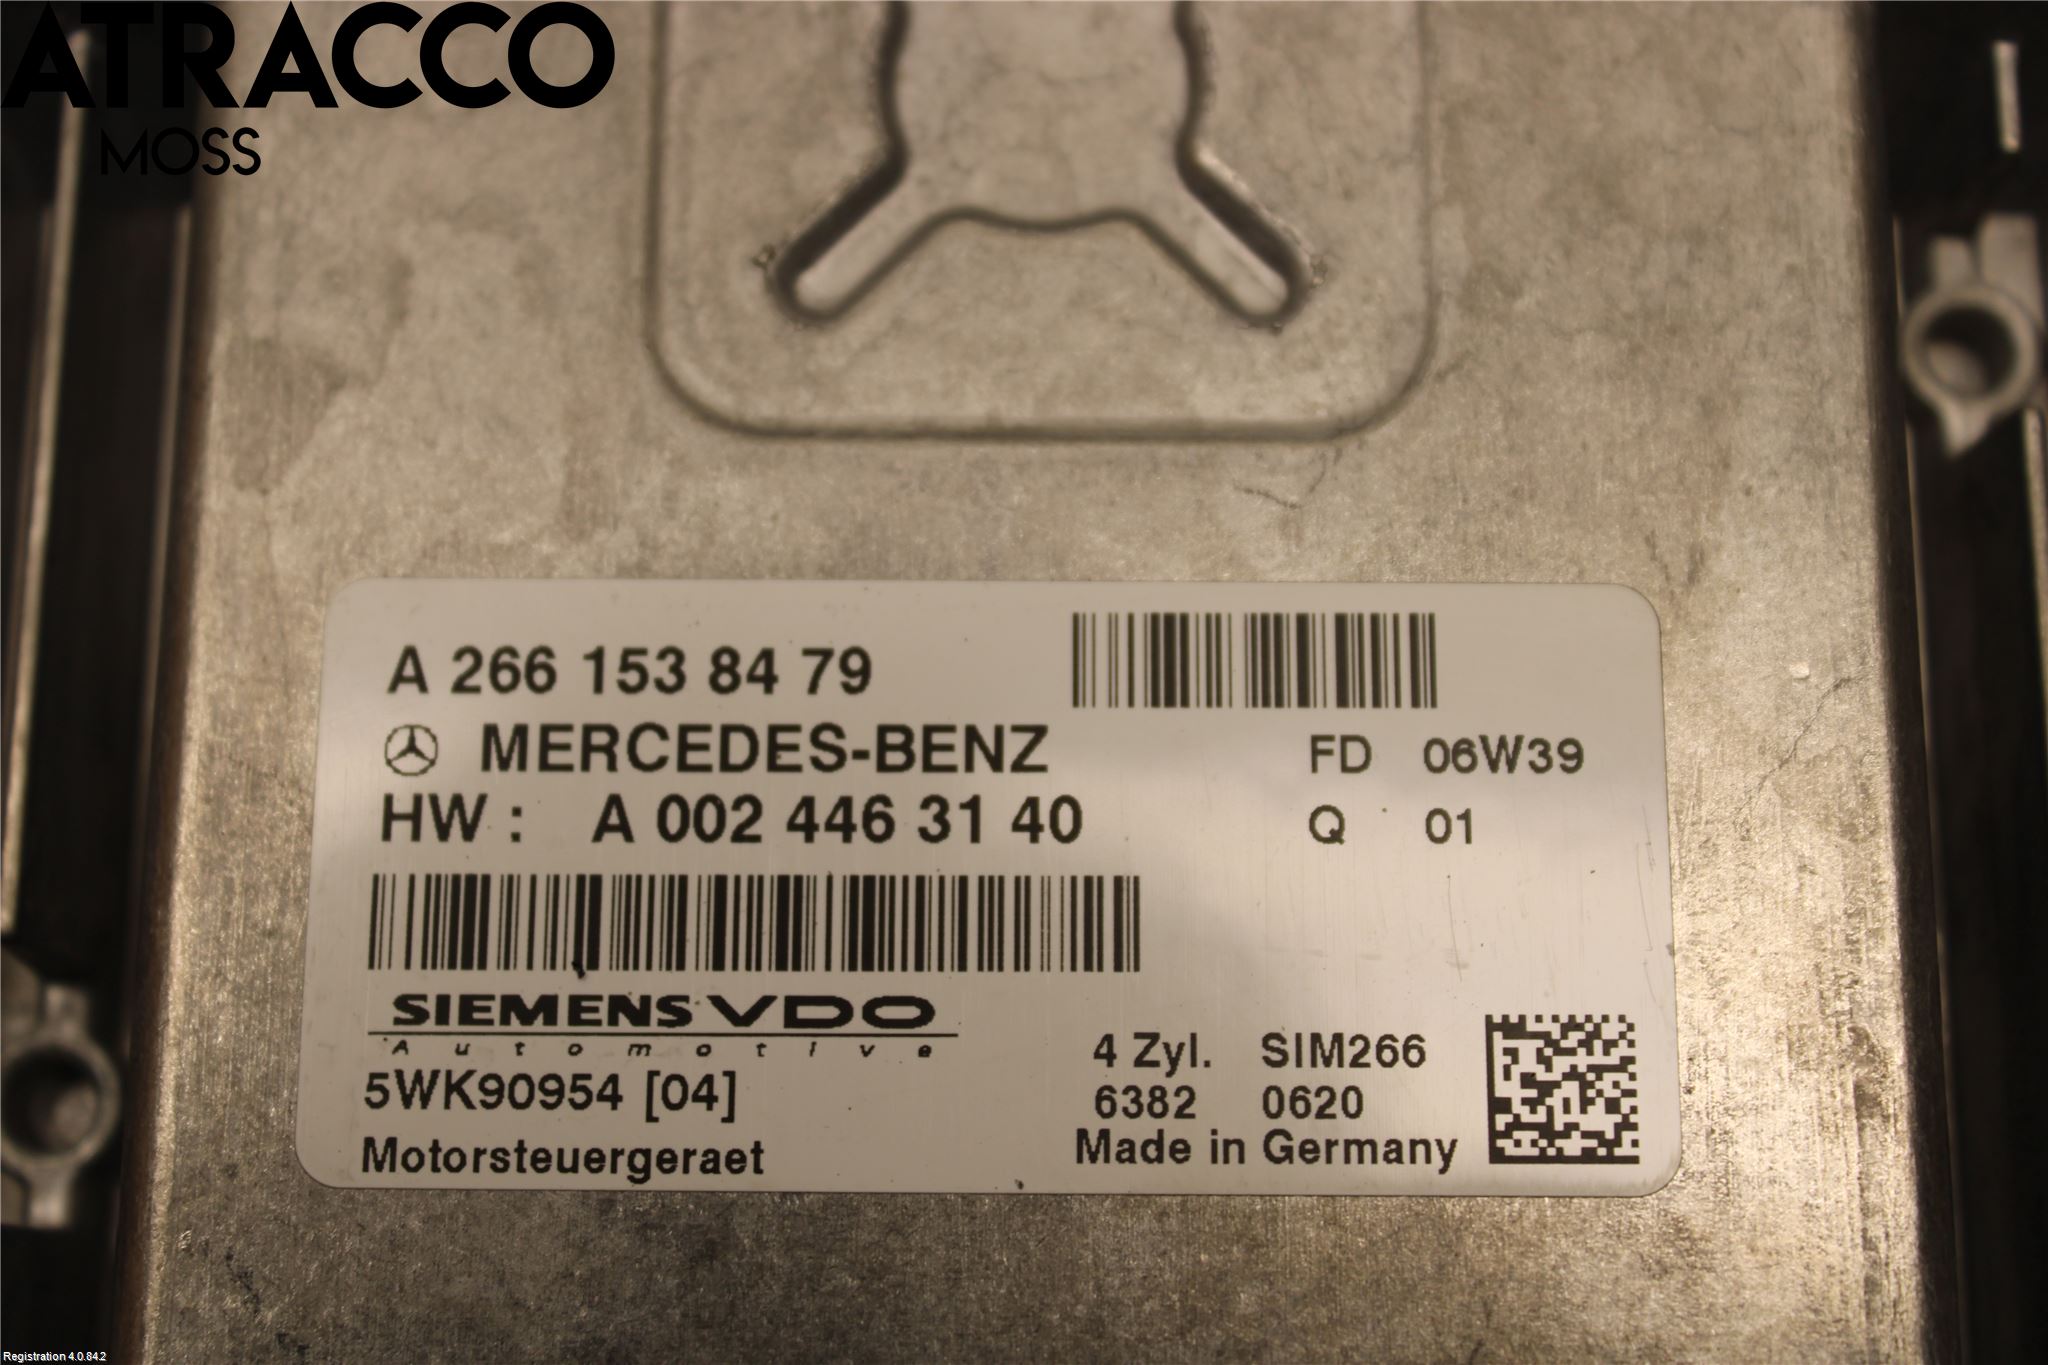 ATRACCO
MOSS
A 266 153 84 79
MERCEDES-BENZ FD 06W39
HW : A 002 446 31 40 Q 01
SIEMENS VDO
Automotive
4 Zyl. SIM266
5WK90954 [04] 6382 0620
Motorsteuergeraet Made in Germany
Registration 4.0.84.2